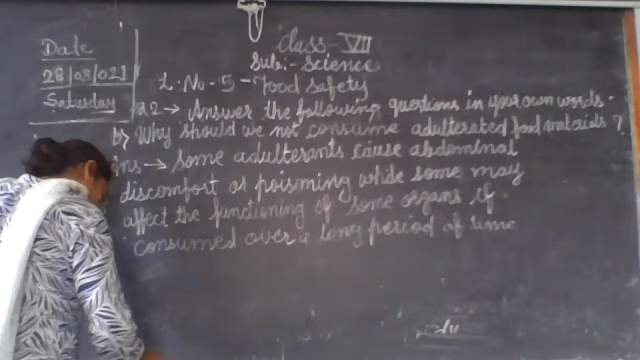 Date
28/08/021
Saturday
Class-VII
Sub:- Science
L. No. 5 - Food Safety
Q2 → Answer the following questions in your own words.
b> Why should we not consume adulterated food materials ?
Ans → Some adulterants cause abdominal
discomfort or poisoning while some may
affect the functioning of some organs if
consumed over a long period of time